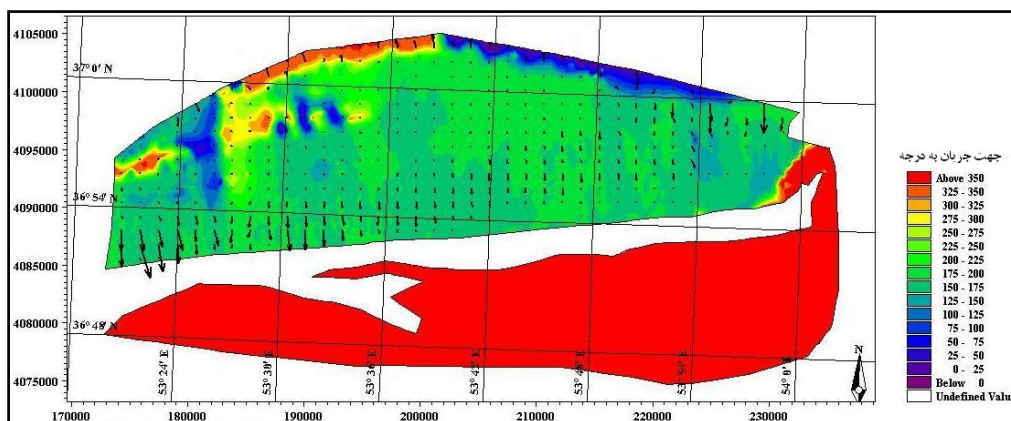 4105000
4100000
4095000
4090000
4085000
4080000
4075000
37° 0' N
36° 54' N
36° 48' N
53° 24' E
53° 30' E
53° 36' E
53° 42' E
53° 48' E
53° 54' E
54° 0' E
170000 180000 190000 200000 210000 220000 230000
N
جهت جریان به درجه
Above 350
325 - 350
300 - 325
275 - 300
250 - 275
225 - 250
200 - 225
175 - 200
150 - 175
125 - 150
100 - 125
75 - 100
50 - 75
25 - 50
0 - 25
Below 0
Undefined Valu